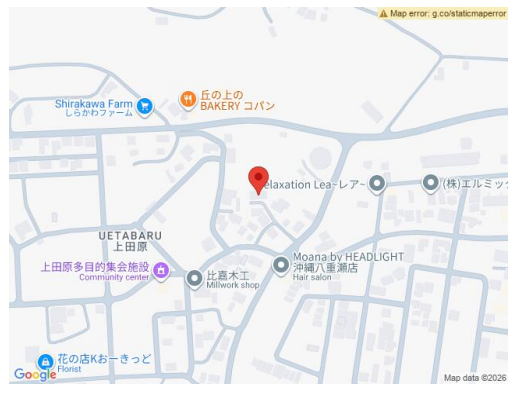 Map error: g.co/staticmaperror
丘の上の
BAKERY コパン
Shirakawa Farm
しらかわファーム
elaxation Lea~レア~
(株)エルミッ
UETABARU
上田原
上田原多目的集会施設
Community center
比嘉木工
Millwork shop
Moana by HEADLIGHT
沖縄八重瀬店
Hair salon
花の店Kおーきっど
Florist
Google
Map data ©2026